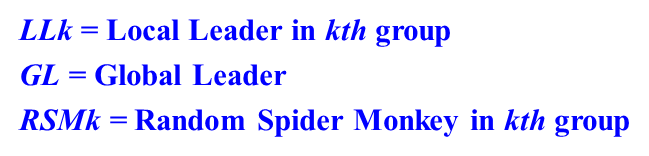 LLk = Local Leader in kth group
GL = Global Leader
RSMk = Random Spider Monkey in kth group